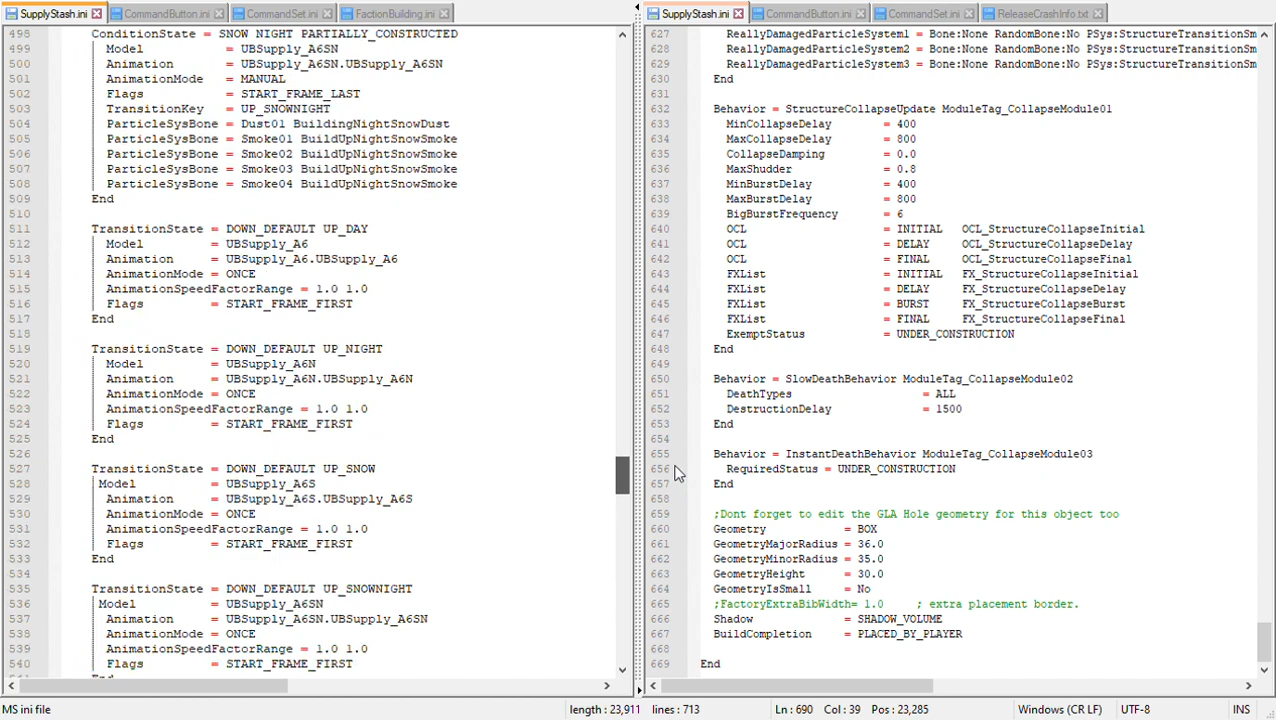 SupplyStash.ini CommandButton.ini CommandSet.ini FactionBuilding.ini
498 ConditionState = SNOW NIGHT PARTIALLY_CONSTRUCTED
499 Model = UBSupply_A6SN
500 Animation = UBSupply_A6SN.UBSupply_A6SN
501 AnimationMode = MANUAL
502 Flags = START_FRAME_LAST
503 TransitionKey = UP_SNOWNIGHT
504 ParticleSysBone = Dust01 BuildingNightSnowDust
505 ParticleSysBone = Smoke01 BuildUpNightSnowSmoke
506 ParticleSysBone = Smoke02 BuildUpNightSnowSmoke
507 ParticleSysBone = Smoke03 BuildUpNightSnowSmoke
508 ParticleSysBone = Smoke04 BuildUpNightSnowSmoke
509 End
510
511 TransitionState = DOWN_DEFAULT UP_DAY
512 Model = UBSupply_A6
513 Animation = UBSupply_A6.UBSupply_A6
514 AnimationMode = ONCE
515 AnimationSpeedFactorRange = 1.0 1.0
516 Flags = START_FRAME_FIRST
517 End
518
519 TransitionState = DOWN_DEFAULT UP_NIGHT
520 Model = UBSupply_A6N
521 Animation = UBSupply_A6N.UBSupply_A6N
522 AnimationMode = ONCE
523 AnimationSpeedFactorRange = 1.0 1.0
524 Flags = START_FRAME_FIRST
525 End
526
527 TransitionState = DOWN_DEFAULT UP_SNOW
528 Model = UBSupply_A6S
529 Animation = UBSupply_A6S.UBSupply_A6S
530 AnimationMode = ONCE
531 AnimationSpeedFactorRange = 1.0 1.0
532 Flags = START_FRAME_FIRST
533 End
534
535 TransitionState = DOWN_DEFAULT UP_SNOWNIGHT
536 Model = UBSupply_A6SN
537 Animation = UBSupply_A6SN.UBSupply_A6SN
538 AnimationMode = ONCE
539 AnimationSpeedFactorRange = 1.0 1.0
540 Flags = START_FRAME_FIRST
SupplyStash.ini CommandButton.ini CommandSet.ini ReleaseCrashInfo.txt
627 ReallyDamagedParticleSystem1 = Bone:None RandomBone:No PSys:StructureTransitionSm
628 ReallyDamagedParticleSystem2 = Bone:None RandomBone:No PSys:StructureTransitionSm
629 ReallyDamagedParticleSystem3 = Bone:None RandomBone:No PSys:StructureTransitionSm
630 End
631
632 Behavior = StructureCollapseUpdate ModuleTag_CollapseModule01
633 MinCollapseDelay = 400
634 MaxCollapseDelay = 800
635 CollapseDamping = 0.0
636 MaxShudder = 0.8
637 MinBurstDelay = 400
638 MaxBurstDelay = 800
639 BigBurstFrequency = 6
640 OCL = INITIAL OCL_StructureCollapseInitial
641 OCL = DELAY OCL_StructureCollapseDelay
642 OCL = FINAL OCL_StructureCollapseFinal
643 FXList = INITIAL FX_StructureCollapseInitial
644 FXList = DELAY FX_StructureCollapseDelay
645 FXList = BURST FX_StructureCollapseBurst
646 FXList = FINAL FX_StructureCollapseFinal
647 ExemptStatus = UNDER_CONSTRUCTION
648 End
649
650 Behavior = SlowDeathBehavior ModuleTag_CollapseModule02
651 DeathTypes = ALL
652 DestructionDelay = 1500
653 End
654
655 Behavior = InstantDeathBehavior ModuleTag_CollapseModule03
656 RequiredStatus = UNDER_CONSTRUCTION
657 End
658
659 ;Dont forget to edit the GLA Hole geometry for this object too
660 Geometry = BOX
661 GeometryMajorRadius = 36.0
662 GeometryMinorRadius = 35.0
663 GeometryHeight = 30.0
664 GeometryIsSmall = No
665 ;FactoryExtraBibWidth= 1.0 ; extra placement border.
666 Shadow = SHADOW_VOLUME
667 BuildCompletion = PLACED_BY_PLAYER
668
669 End
MS ini file length : 23,911 lines : 713 Ln : 690 Col : 39 Pos : 23,285 Windows (CR LF) UTF-8 INS